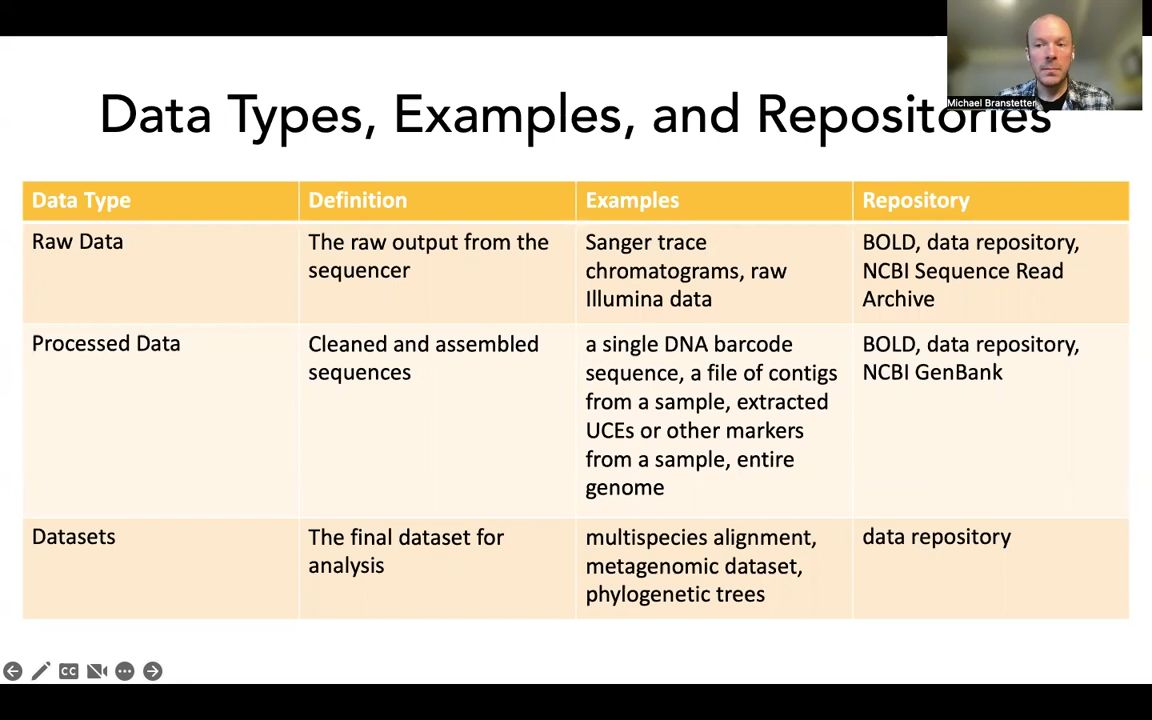 Michael Branstetter
Data Types, Examples, and Repositories
Data Type
Definition
Examples
Repository
Raw Data
The raw output from the
sequencer
Sanger trace
chromatograms, raw
Illumina data
BOLD, data repository,
NCBI Sequence Read
Archive
Processed Data
Cleaned and assembled
sequences
a single DNA barcode
sequence, a file of contigs
from a sample, extracted
UCEs or other markers
from a sample, entire
genome
BOLD, data repository,
NCBI GenBank
Datasets
The final dataset for
analysis
multispecies alignment,
metagenomic dataset,
phylogenetic trees
data repository
CC